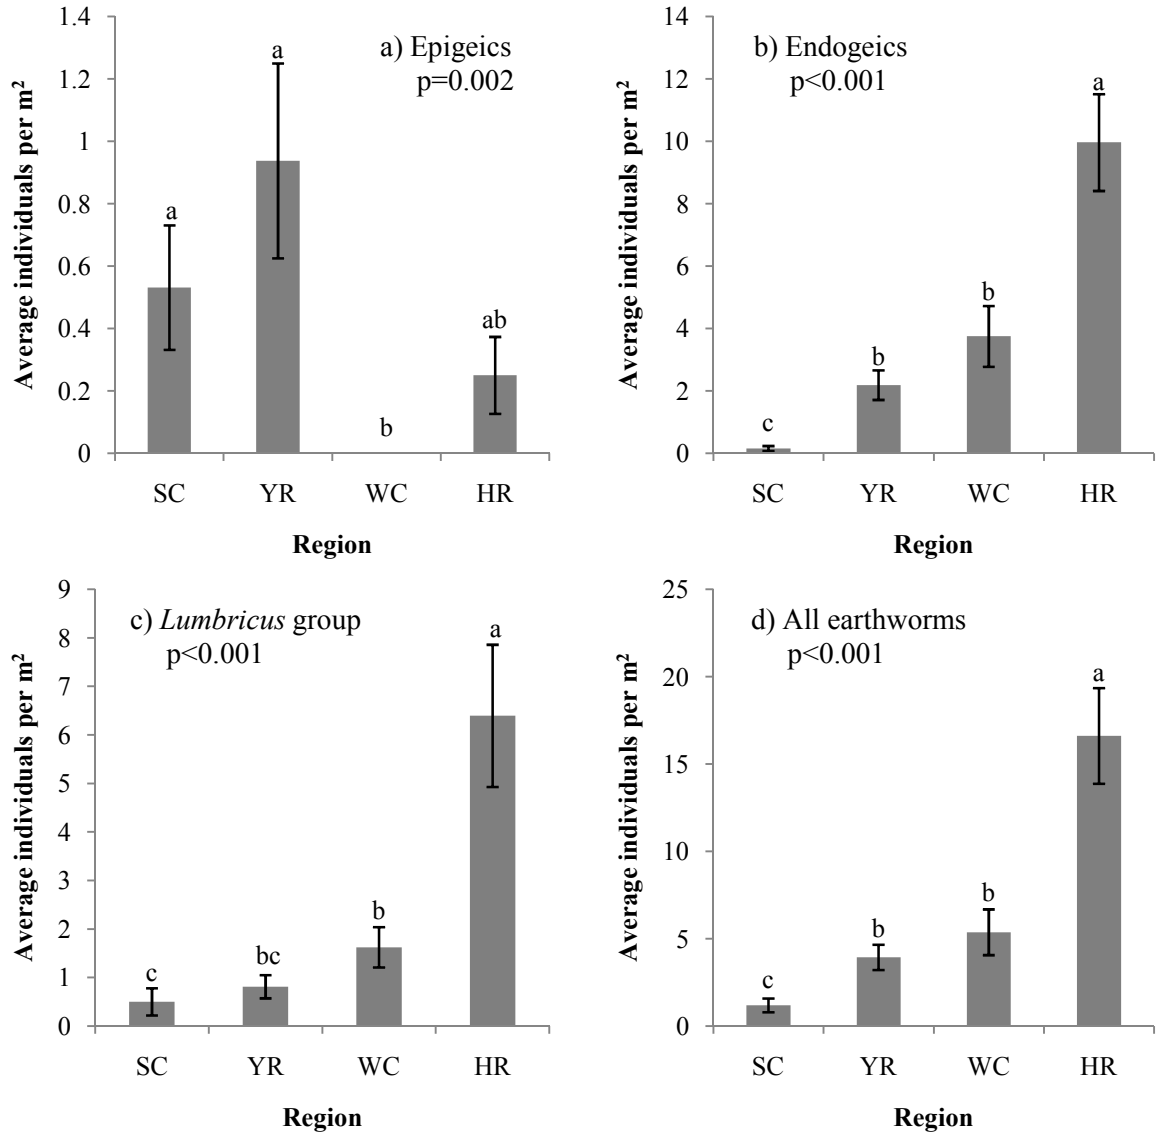 1.4
1.2
1
0.8
0.6
0.4
0.2
0
Average individuals per m²
a) Epigeics
p=0.002
a
a
b
ab
SC YR WC HR
Region
14
12
10
8
6
4
2
0
Average individuals per m²
b) Endogeics
p<0.001
c
b
b
a
SC YR WC HR
Region
9
8
7
6
5
4
3
2
1
0
Average individuals per m²
c) Lumbricus group
p<0.001
c
bc
b
a
SC YR WC HR
Region
25
20
15
10
5
0
Average individuals per m²
d) All earthworms
p<0.001
c
b
b
a
SC YR WC HR
Region